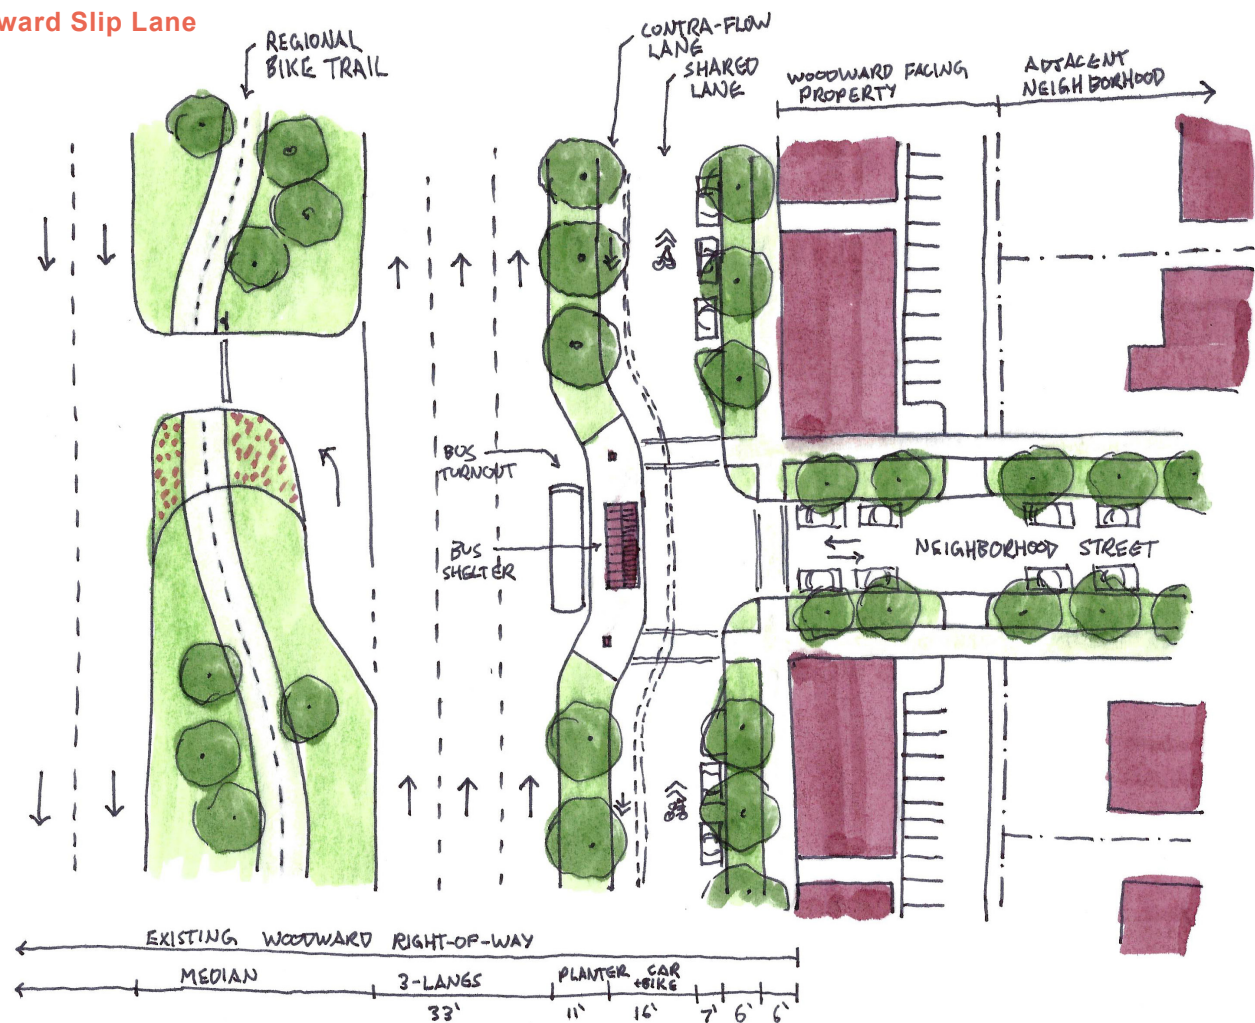 ward Slip Lane
REGIONAL
BIKE TRAIL
CONTRA-FLOW
LANE
SHARED
LANE
WOODWARD FACING
PROPERTY
ADJACENT
NEIGHBORHOOD
BUS
TURNOUT
BUS
SHELTER
NEIGHBORHOOD STREET
EXISTING WOODWARD RIGHT-OF-WAY
MEDIAN
3-LANES
33'
PLANTER
11'
CAR
+BIKE
16'
7'
6'
6'